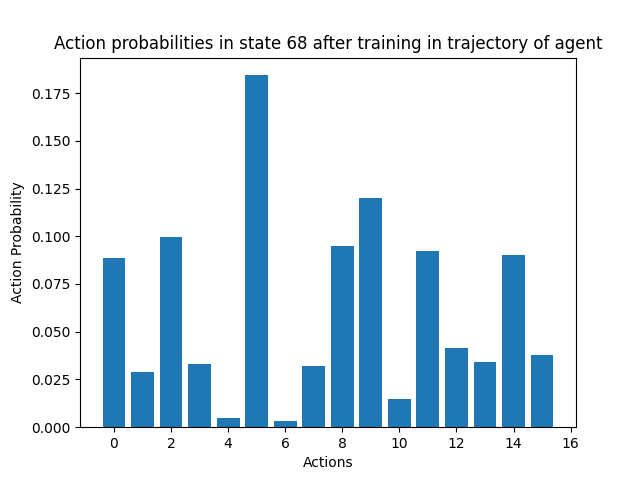 Action probabilities in state 68 after training in trajectory of agent
0.175
0.150
0.125
0.100
0.075
0.050
0.025
0.000
Action Probability
0 2 4 6 8 10 12 14 16
Actions